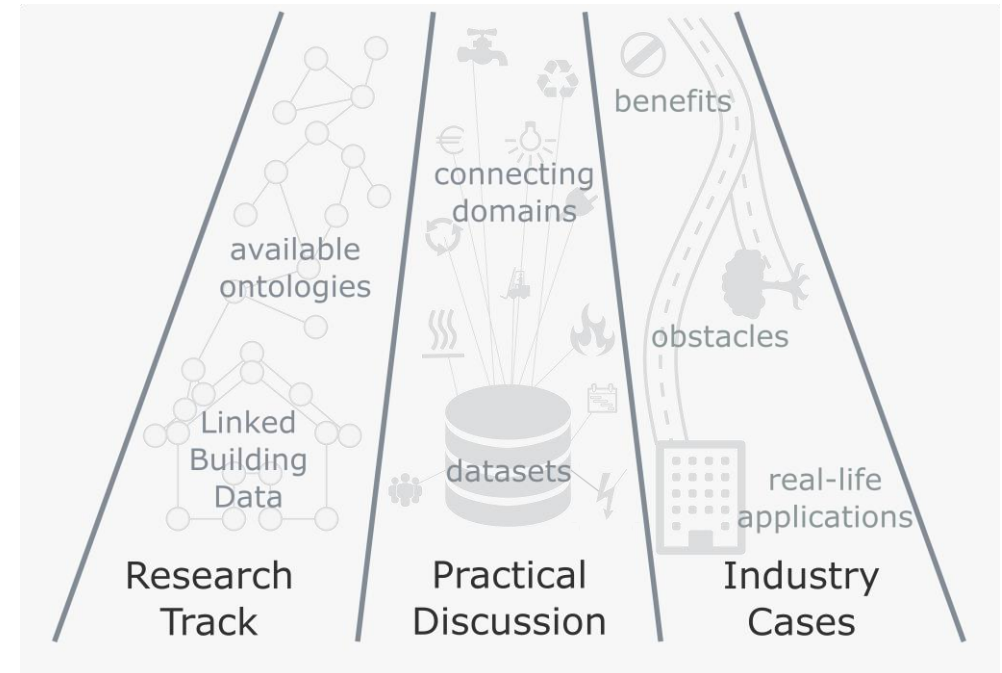 available
ontologies
Linked
Building
Data
Research
Track
connecting
domains
datasets
Practical
Discussion
benefits
obstacles
real-life
applications
Industry
Cases